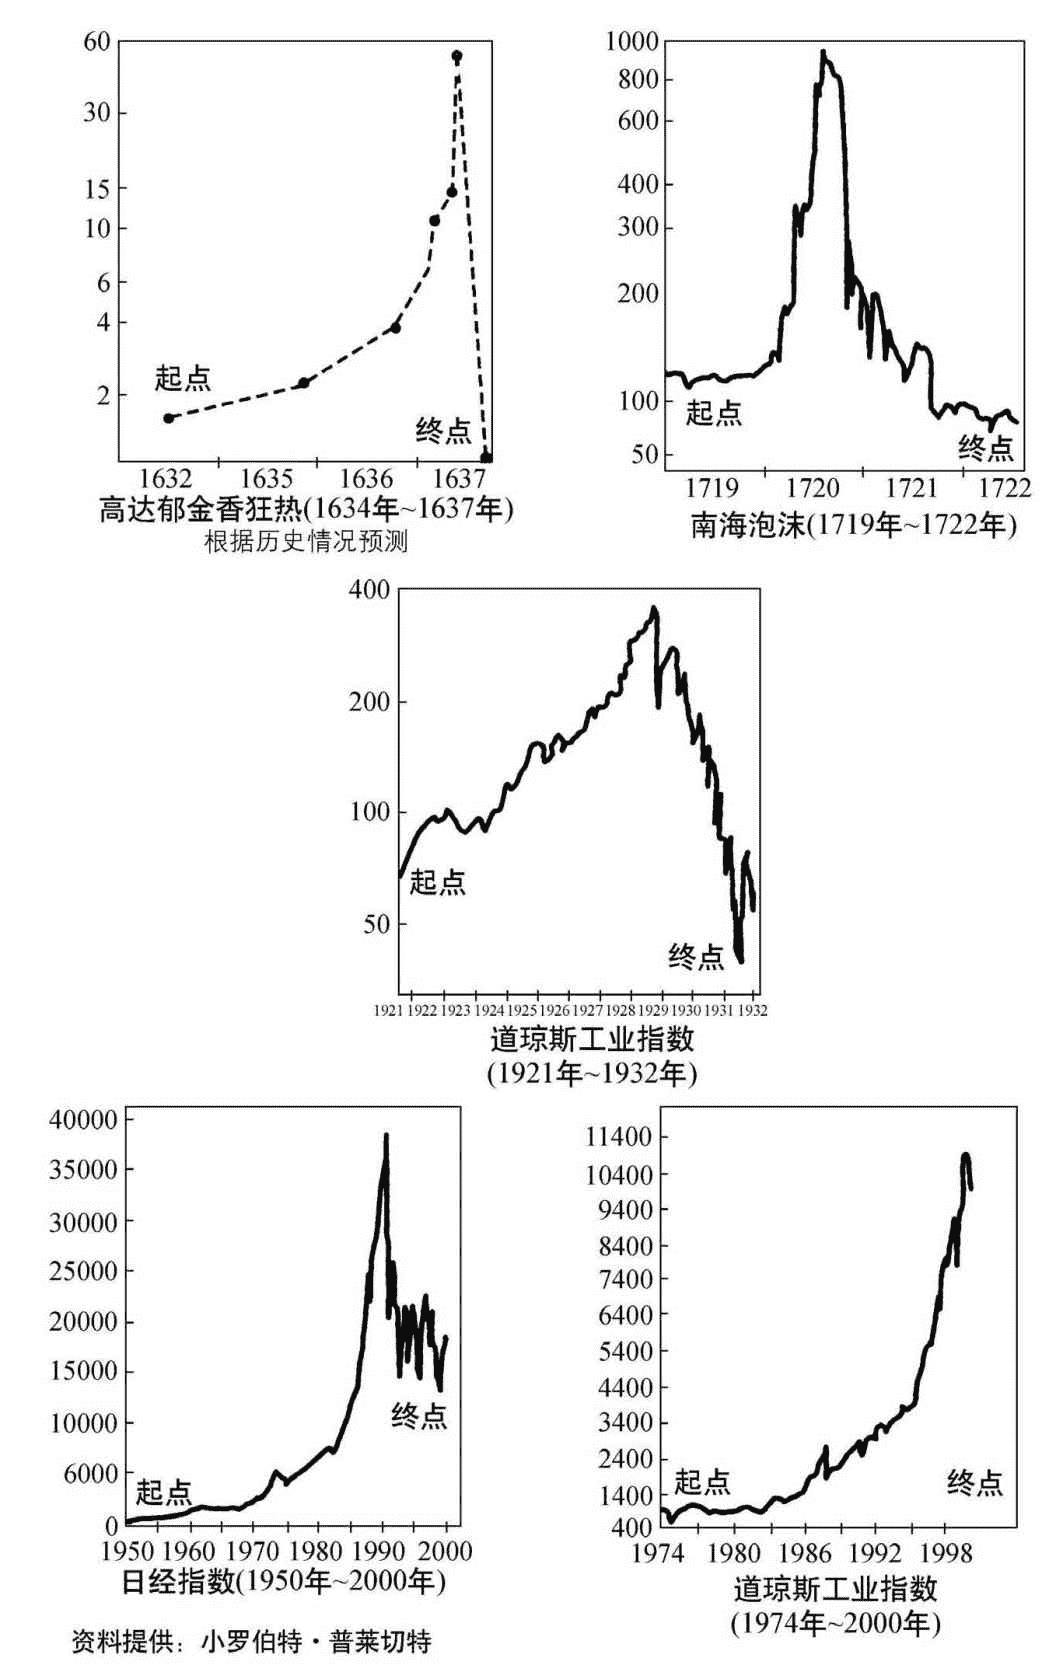 60
30
15
10
6
4
2
起点
终点
1632 1635 1636 1637
高达郁金香狂热(1634年~1637年)
根据历史情况预测
1000
800
600
400
300
200
100
50
起点
终点
1719 1720 1721 1722
南海泡沫(1719年~1722年)
400
200
100
50
起点
终点
1921 1922 1923 1924 1925 1926 1927 1928 1929 1930 1931 1932
道琼斯工业指数
(1921年~1932年)
40000
35000
30000
25000
20000
15000
10000
6000
0
起点
终点
1950 1960 1970 1980 1990 2000
日经指数(1950年~2000年)
11400
10400
9400
8400
7400
6400
5400
4400
3400
2400
1400
400
起点
终点
1974 1980 1986 1992 1998
道琼斯工业指数
(1974年~2000年)
资料提供：小罗伯特·普莱切特